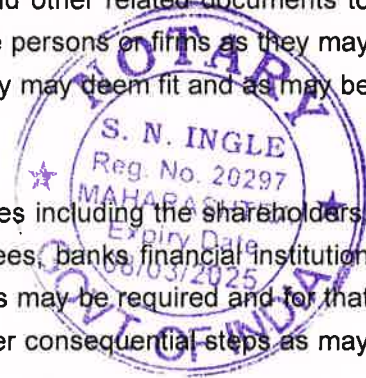 nd other related documents to
e persons or firms as they may
y may deem fit and as may be
NOTARY
S. N. INGLE
Reg. No. 20297
MAHARASHTRA
Expiry Date
08/03/2025
GOVT. OF INDIA
es including the shareholders,
ees, banks financial institution
s may be required and for that
er consequential steps as may